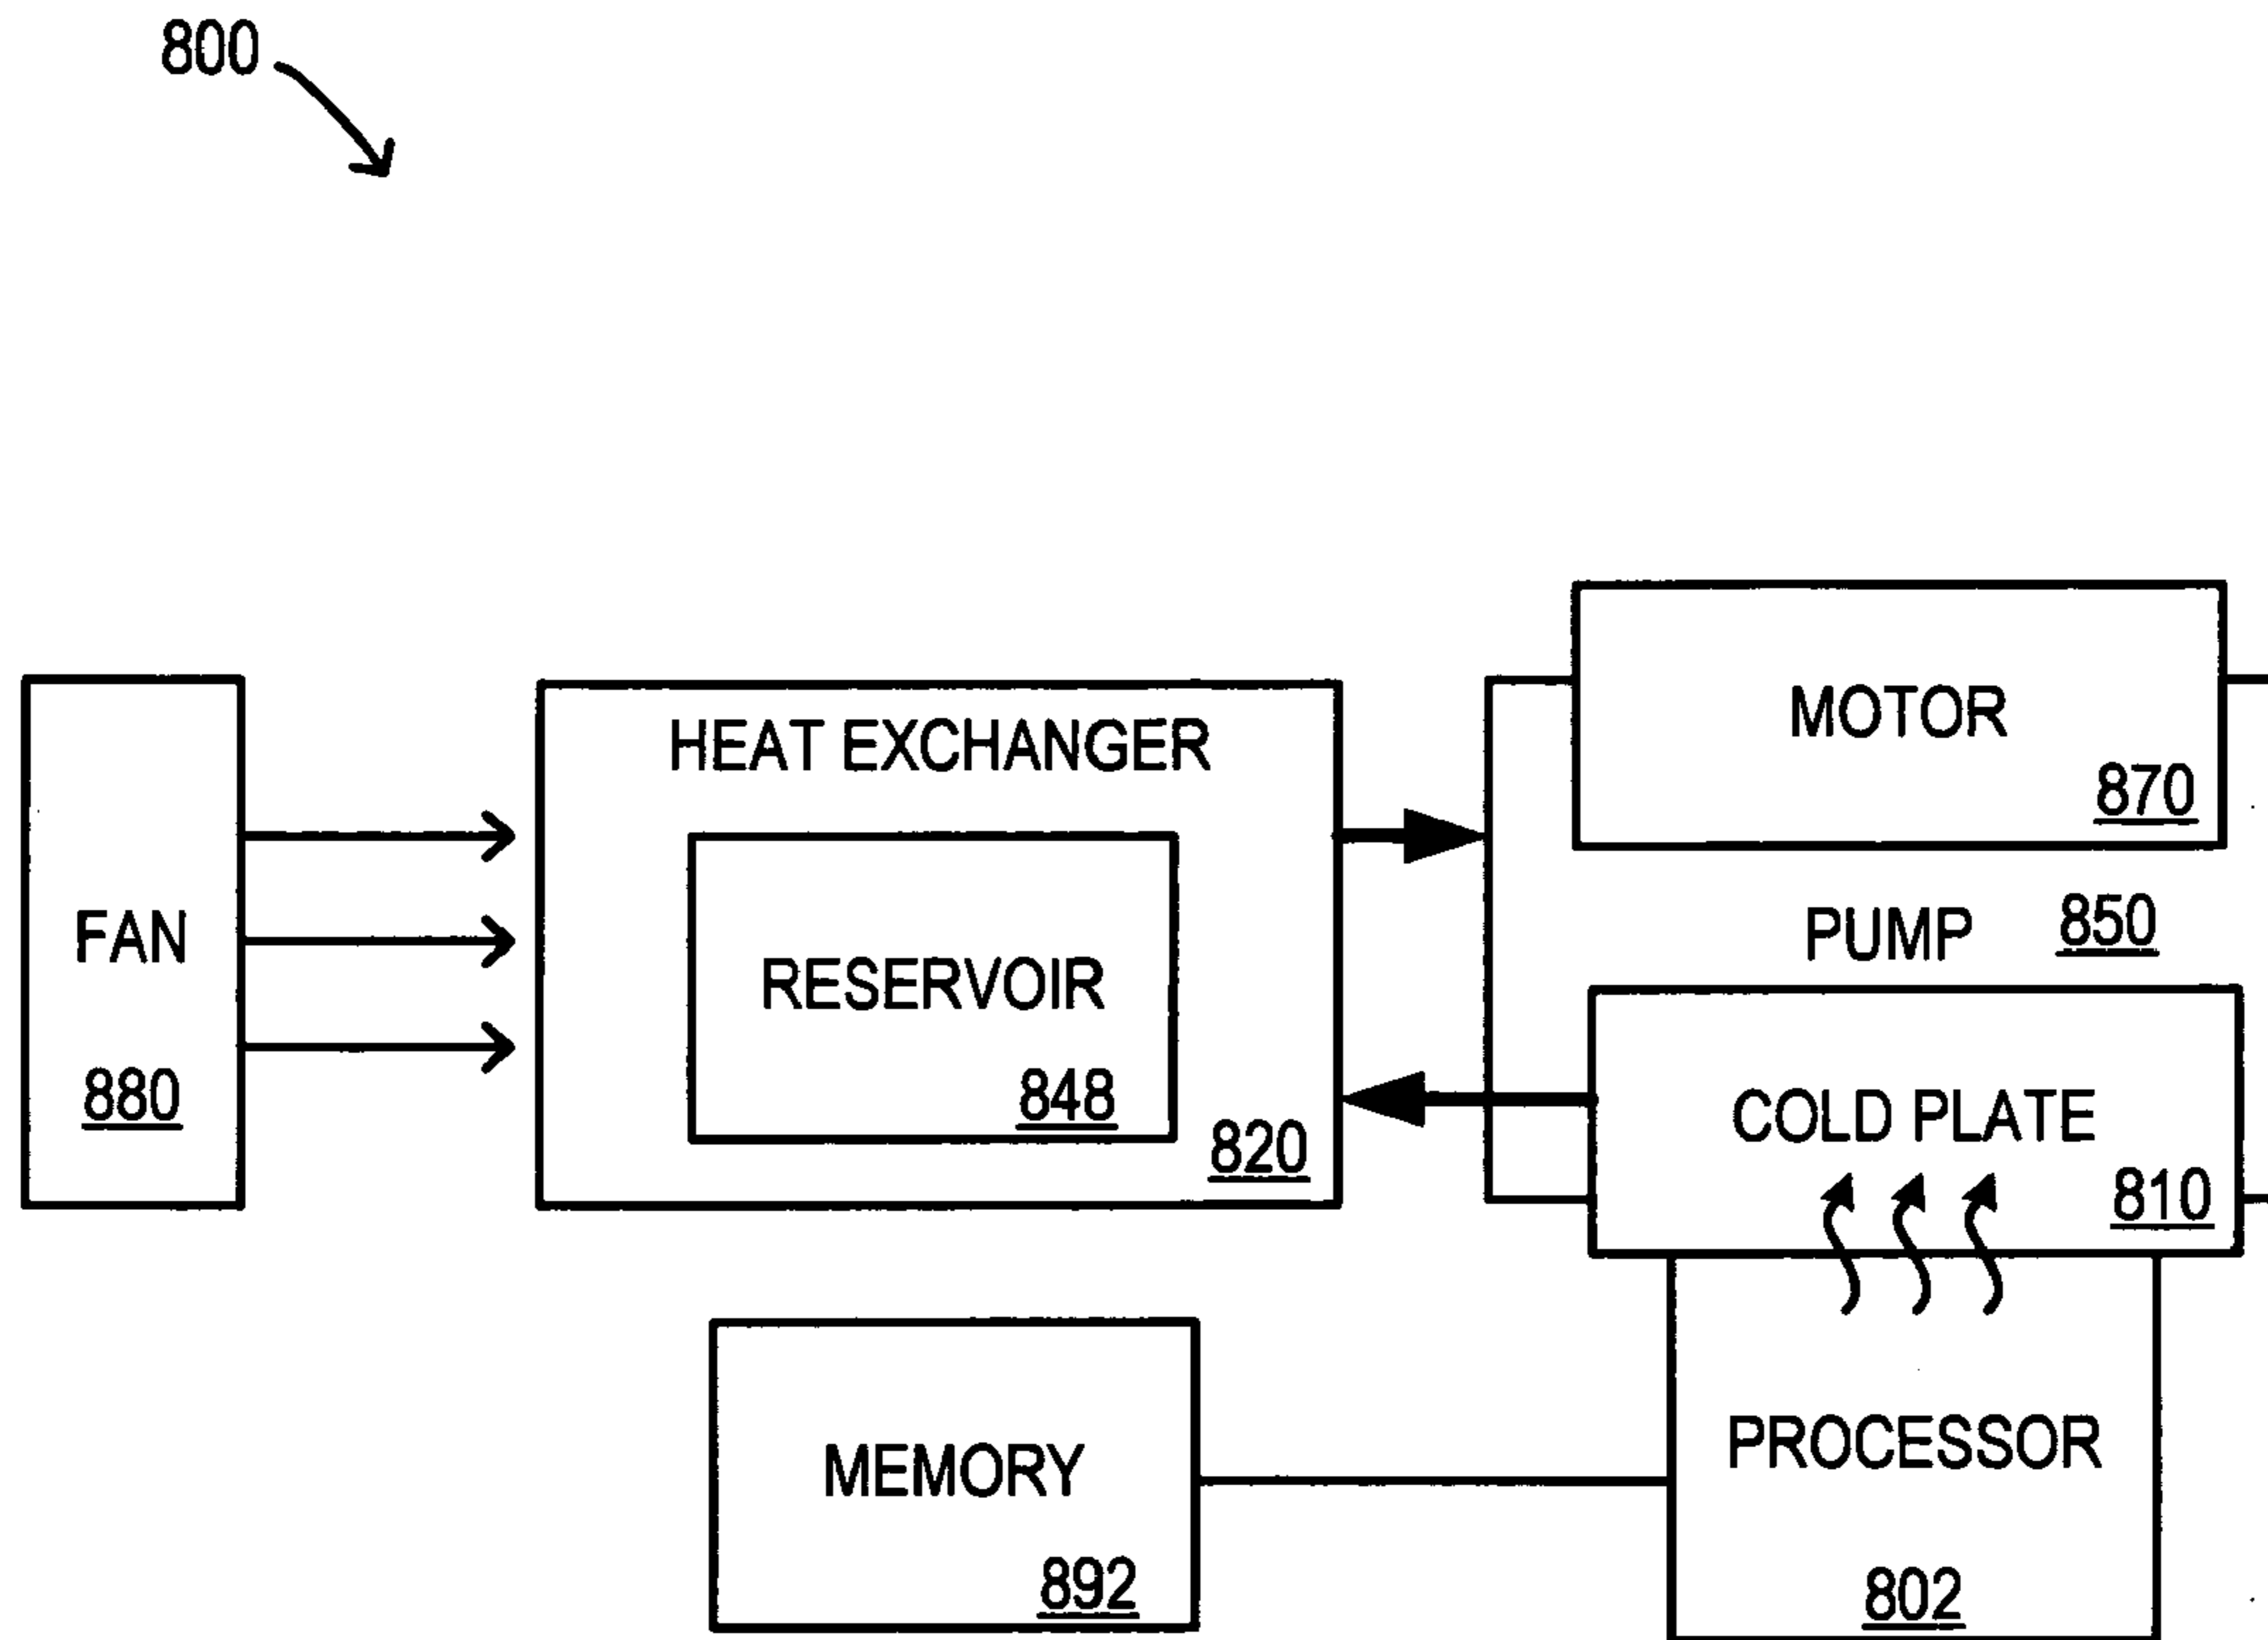 800
FAN
880
HEAT EXCHANGER
RESERVOIR
848
820
MOTOR
870
PUMP 850
COLD PLATE
810
MEMORY
892
PROCESSOR
802